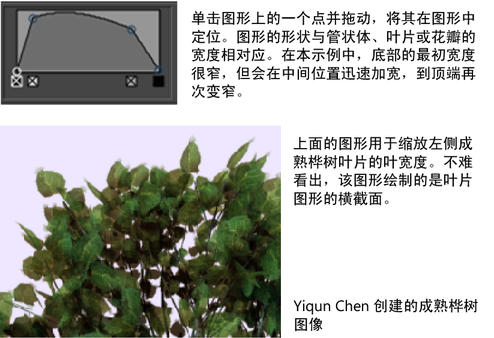 单击图形上的一个点并拖动，将其在图形中
定位。图形的形状与管状体、叶片或花瓣的
宽度相对应。在本示例中，底部的最初宽度
很窄，但会在中间位置迅速加宽，到顶端再
次变窄。
上面的图形用于缩放左侧成
熟桦树叶片的叶宽度。不难
看出，该图形绘制的是叶片
图形的横截面。
Yiqun Chen 创建的成熟桦树
图像